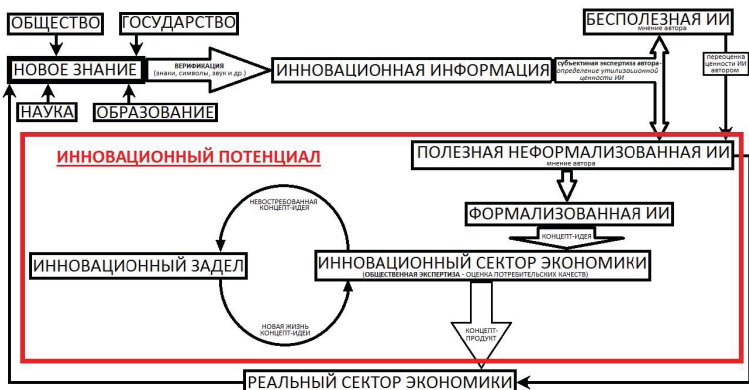 ОБЩЕСТВО
ГОСУДАРСТВО
БЕСПОЛЕЗНАЯ ИИ
мнение автора
НОВОЕ ЗНАНИЕ
ВЕРИФИКАЦИЯ
(знаки, символы, звук и др.)
ИННОВАЦИОННАЯ ИНФОРМАЦИЯ
субъективная экспертиза автора-
определение утилизационной
ценности ИИ
переоценка
ценности ИИ
автором
НАУКА
ОБРАЗОВАНИЕ
ИННОВАЦИОННЫЙ ПОТЕНЦИАЛ
ПОЛЕЗНАЯ НЕФОРМАЛИЗОВАННАЯ ИИ
мнение автора
НЕВОСТРЕБОВАННАЯ
КОНЦЕПТ-ИДЕЯ
ФОРМАЛИЗОВАННАЯ ИИ
КОНЦЕПТ-ИДЕЯ
ИННОВАЦИОННЫЙ ЗАДЕЛ
ИННОВАЦИОННЫЙ СЕКТОР ЭКОНОМИКИ
(ОБЩЕСТВЕННАЯ ЭКСПЕРТИЗА - ОЦЕНКА ПОТРЕБИТЕЛЬСКИХ КАЧЕСТВ)
НОВАЯ ЖИЗНЬ
КОНЦЕПТ-ИДЕИ
КОНЦЕПТ-
ПРОДУКТ
РЕАЛЬНЫЙ СЕКТОР ЭКОНОМИКИ